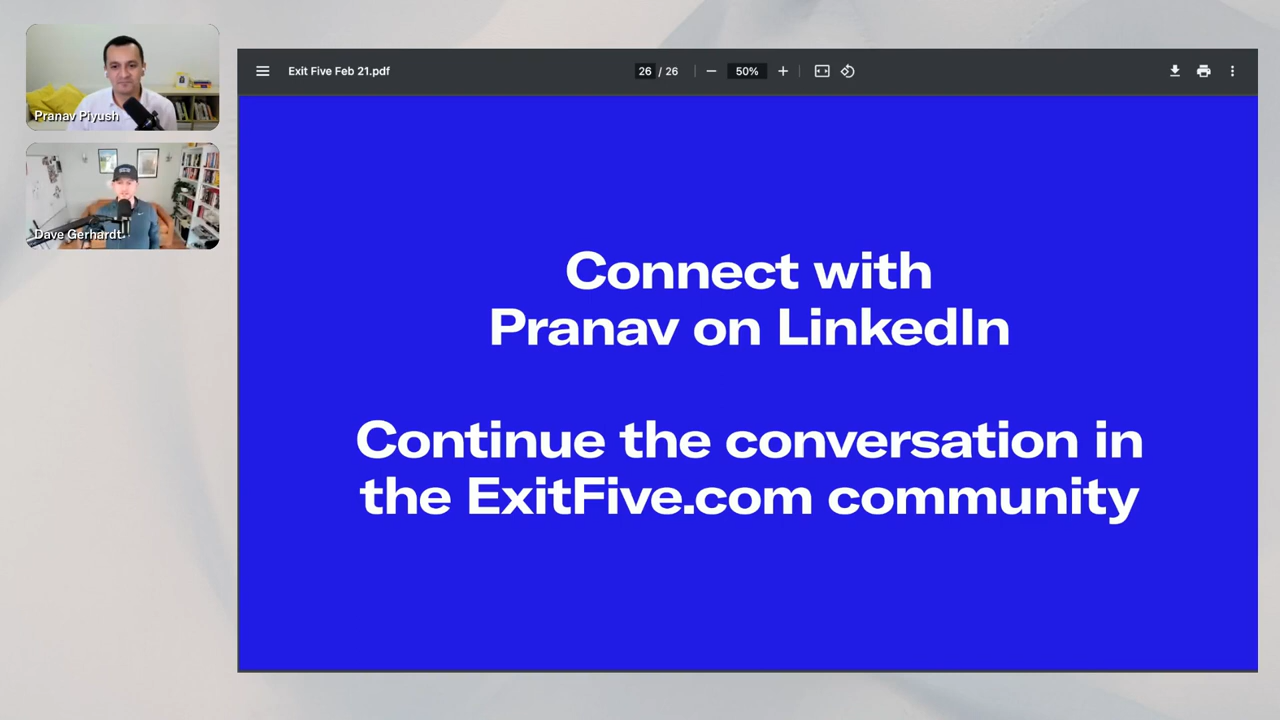 Pranav Piyush
Dave Gerhardt
Exit Five Feb 21.pdf
26 / 26
50%
Connect with
Pranav on LinkedIn
Continue the conversation in
the ExitFive.com community